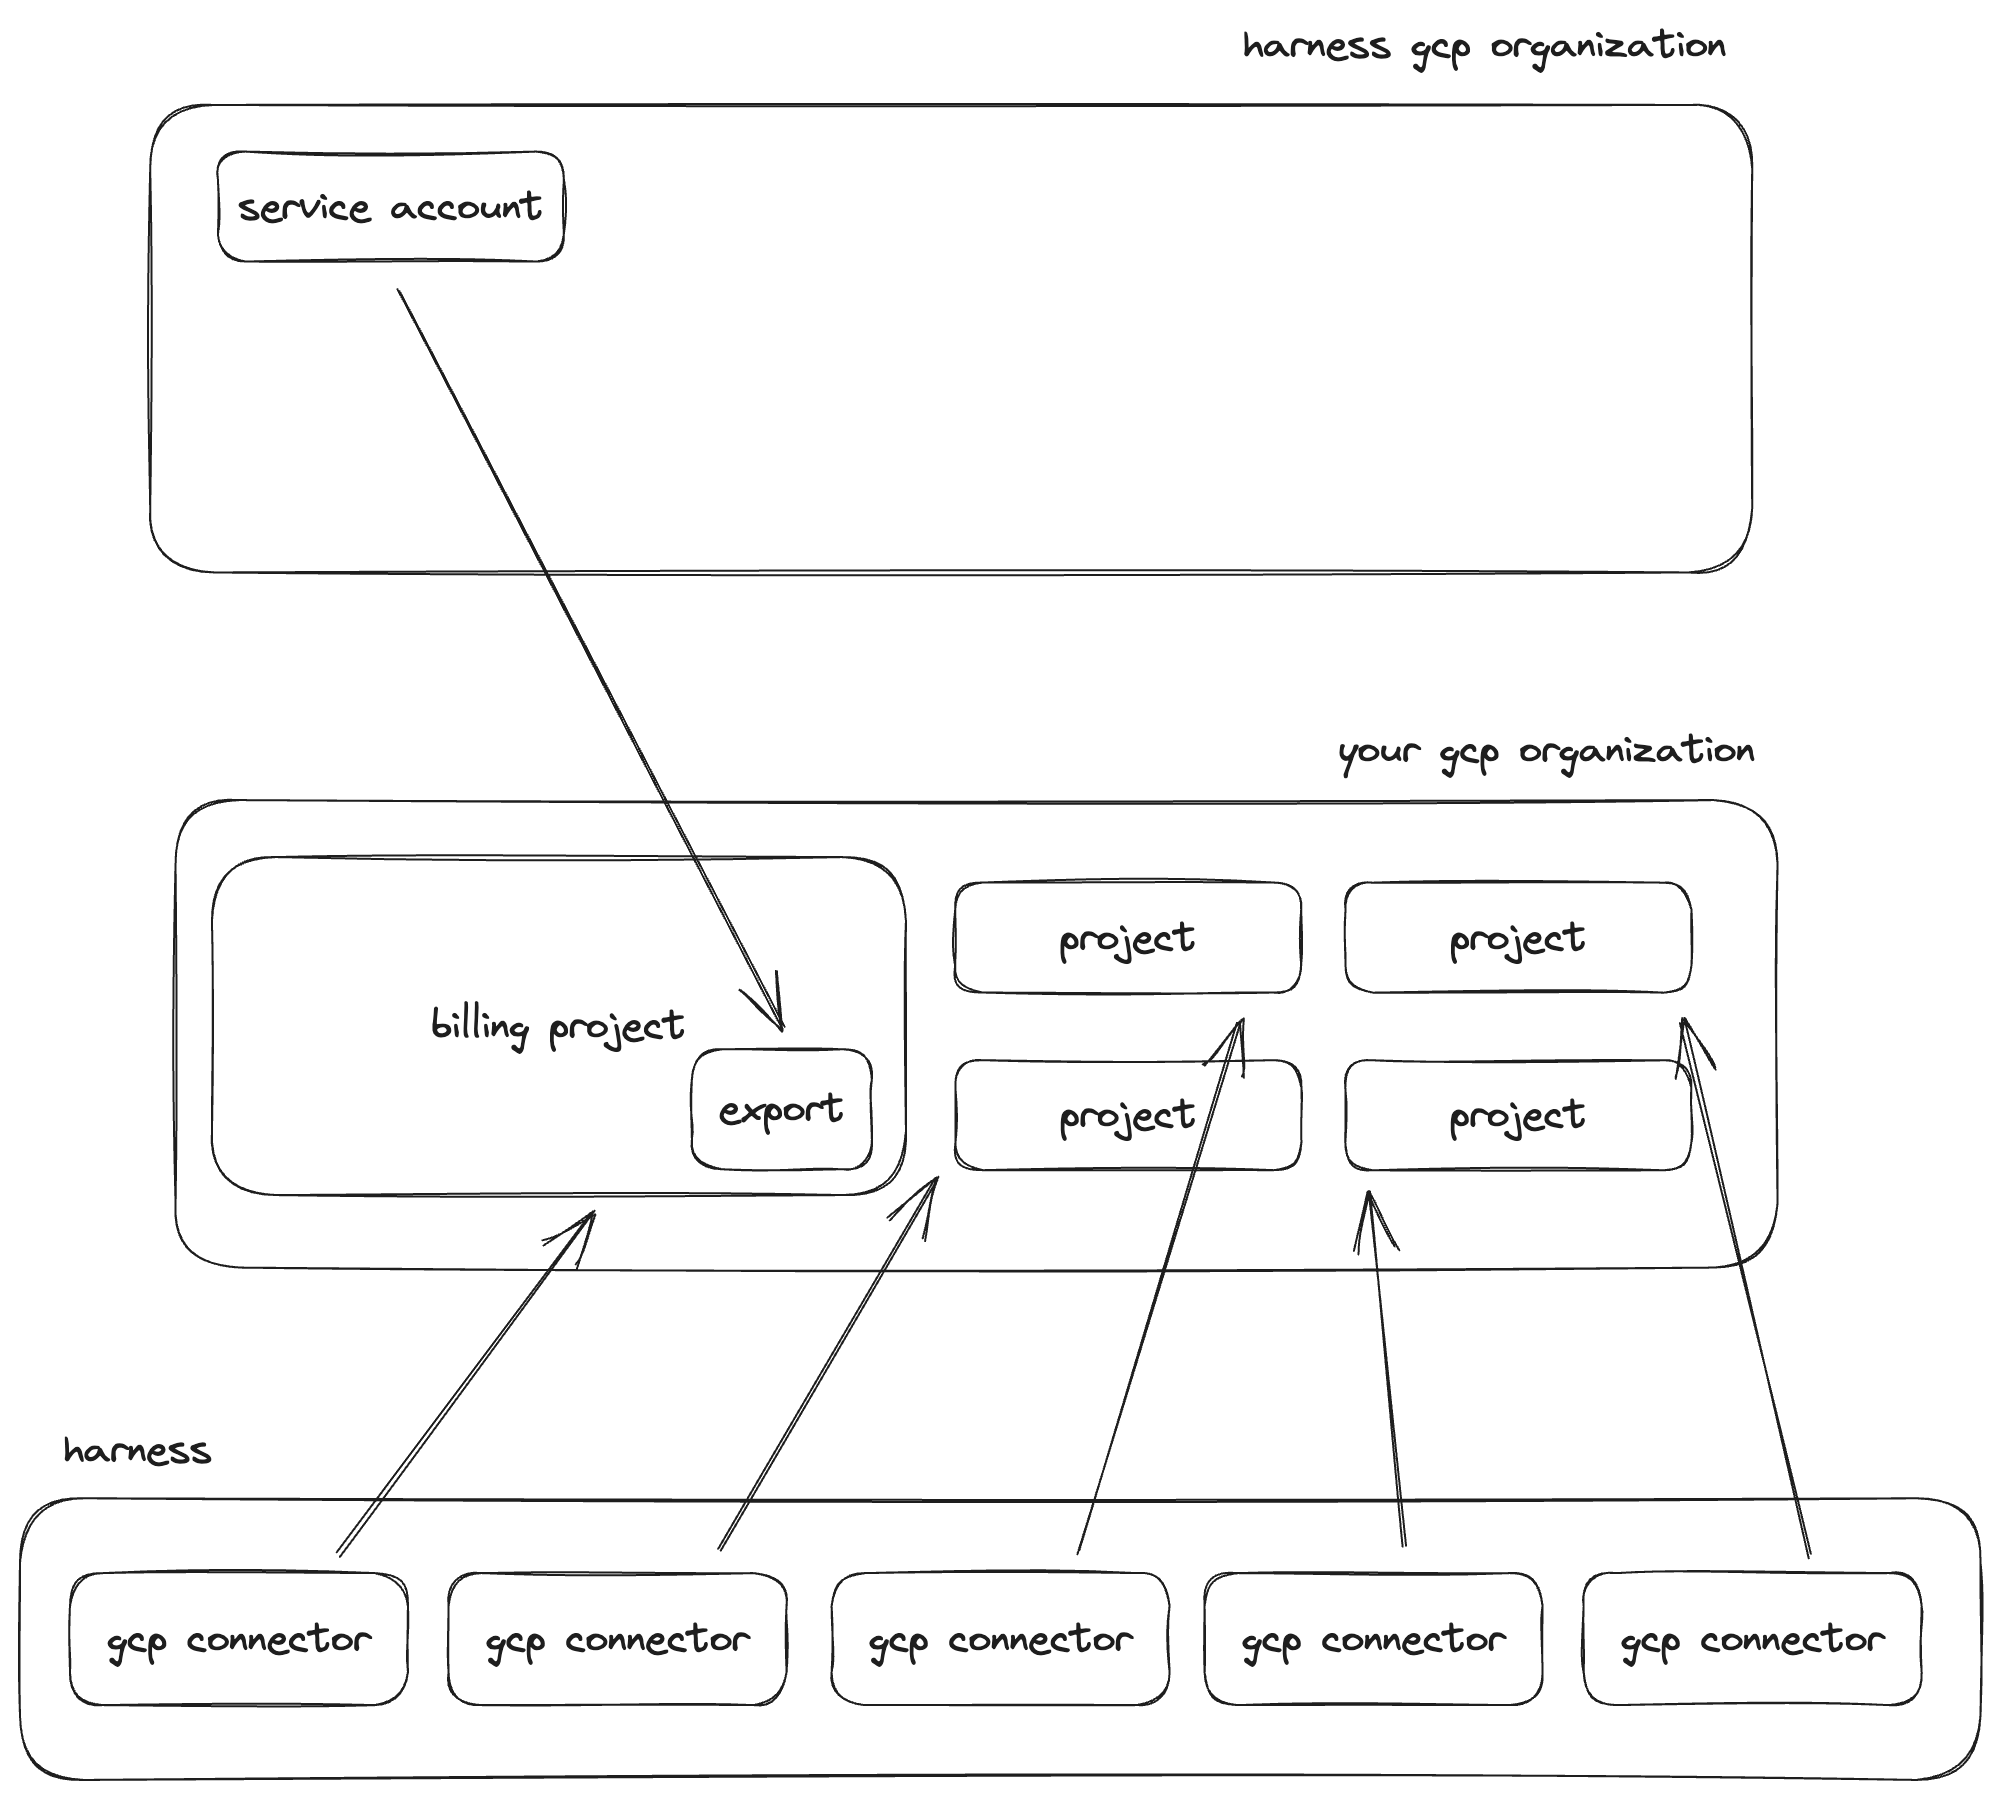 harness gcp organization
service account
your gcp organization
project
project
billing project
export
project
project
harness
gcp connector
gcp connector
gcp connector
gcp connector
gcp connector